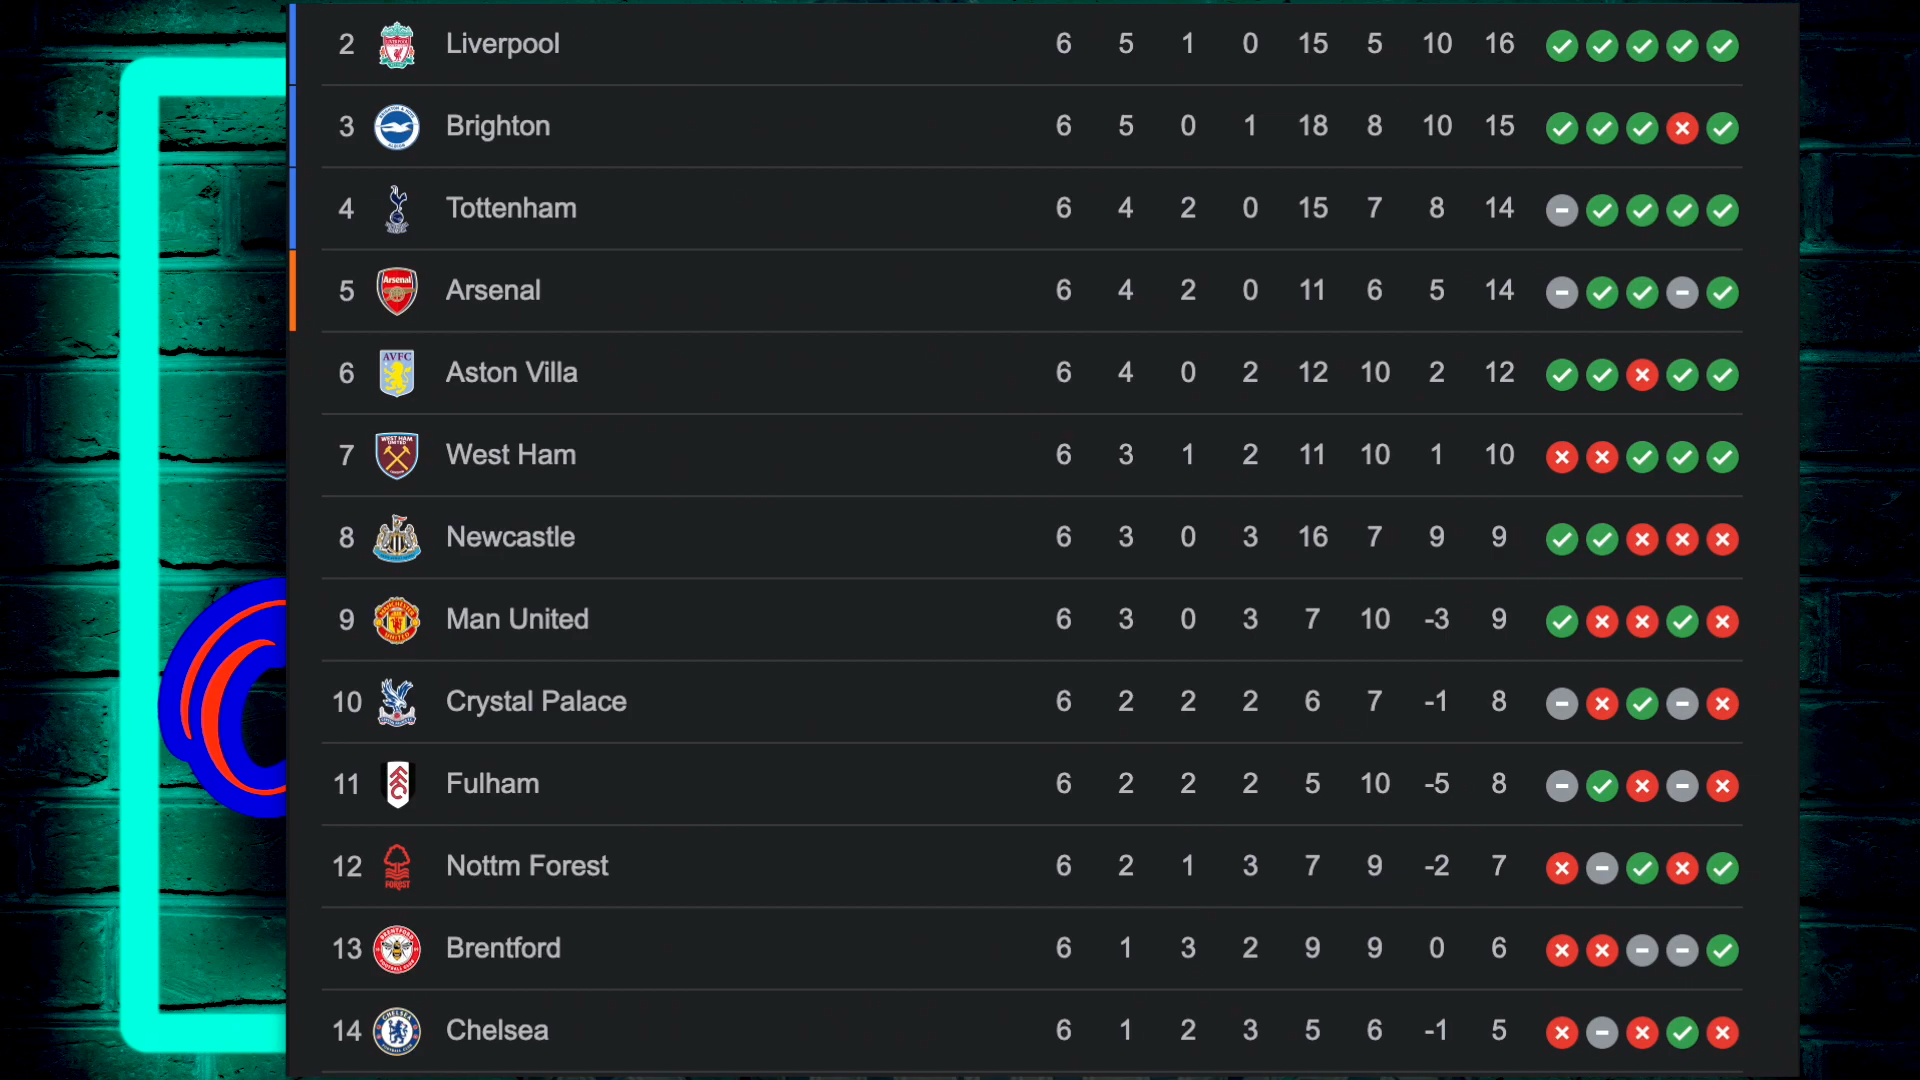 2 Liverpool 6 5 1 0 15 5 10 16
3 Brighton 6 5 0 1 18 8 10 15
4 Tottenham 6 4 2 0 15 7 8 14
5 Arsenal 6 4 2 0 11 6 5 14
6 Aston Villa 6 4 0 2 12 10 2 12
7 West Ham 6 3 1 2 11 10 1 10
8 Newcastle 6 3 0 3 16 7 9 9
9 Man United 6 3 0 3 7 10 -3 9
10 Crystal Palace 6 2 2 2 6 7 -1 8
11 Fulham 6 2 2 2 5 10 -5 8
12 Nottm Forest 6 2 1 3 7 9 -2 7
13 Brentford 6 1 3 2 9 9 0 6
14 Chelsea 6 1 2 3 5 6 -1 5